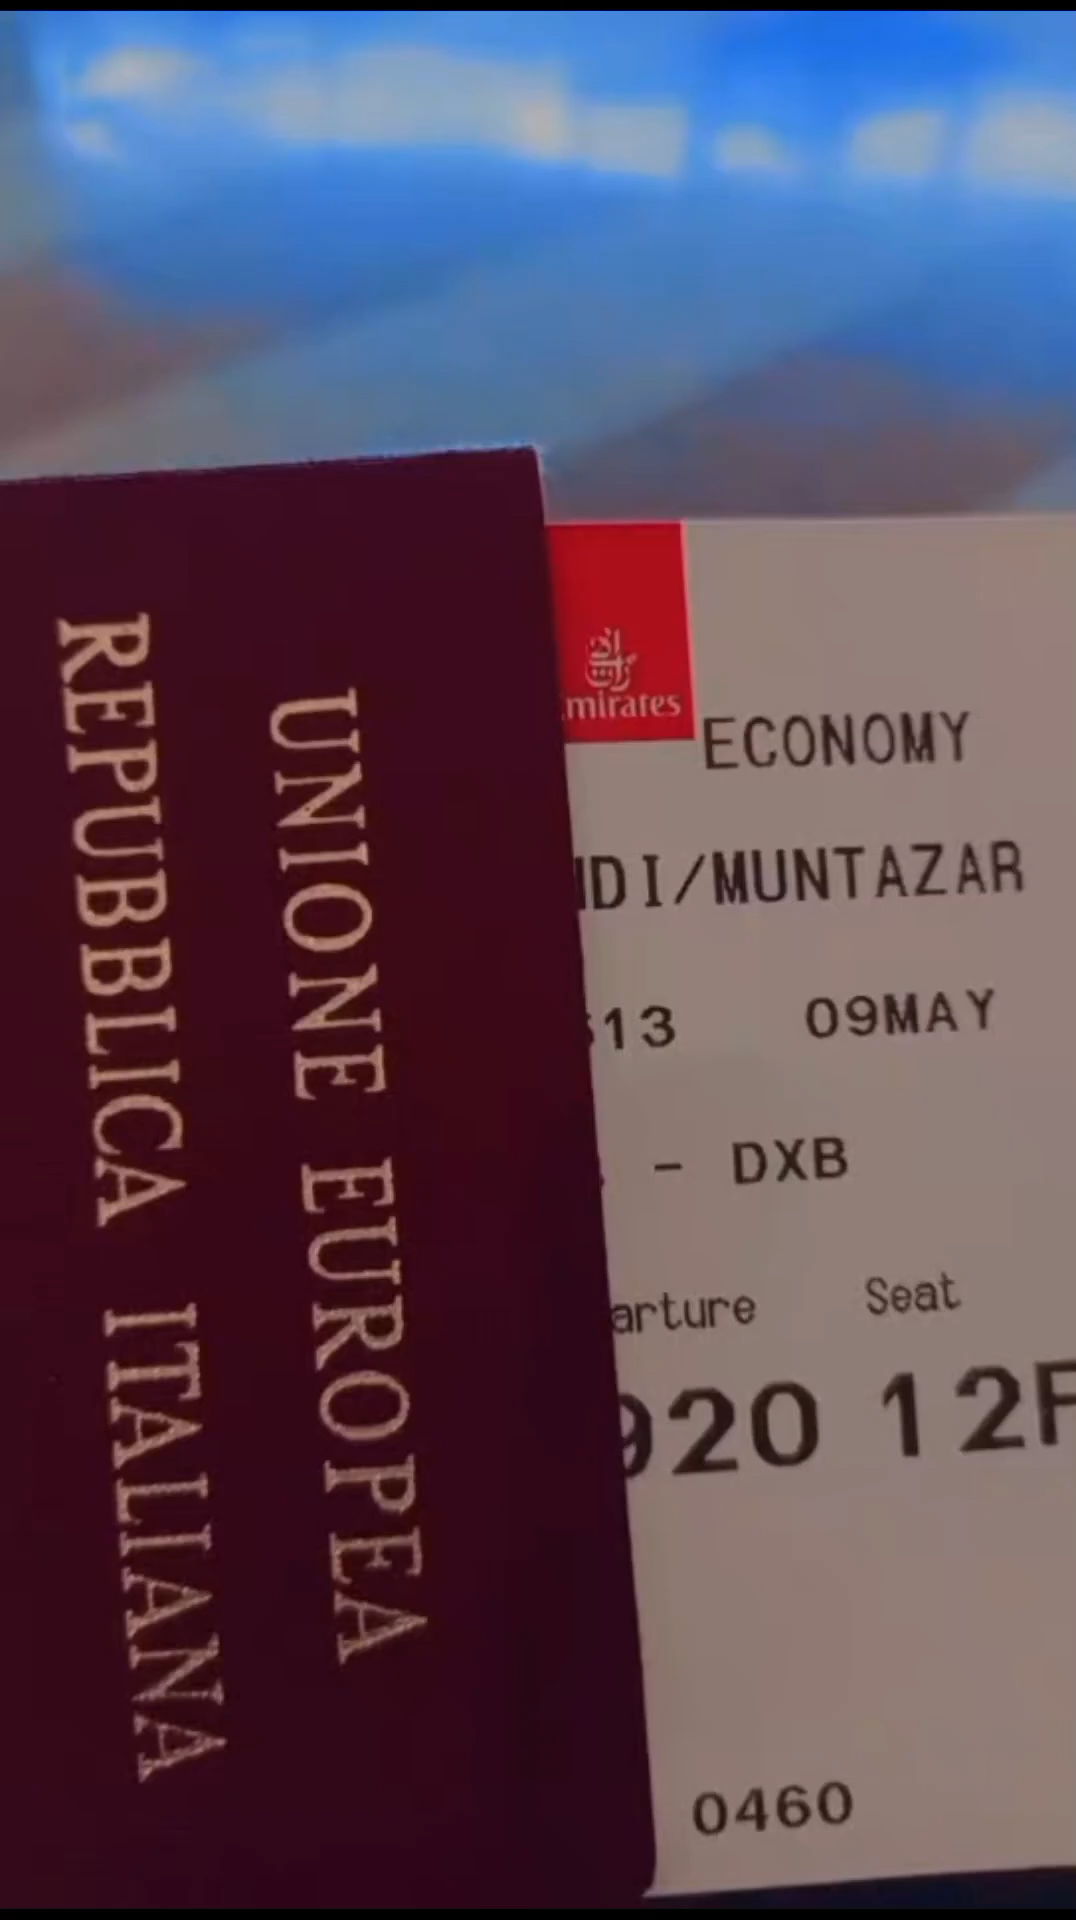 REPUBBLICA ITALIANA
UNIONE EUROPEA
mirates
ECONOMY
DI/MUNTAZAR
13 09MAY
- DXB
arture Seat
920 12F
0460